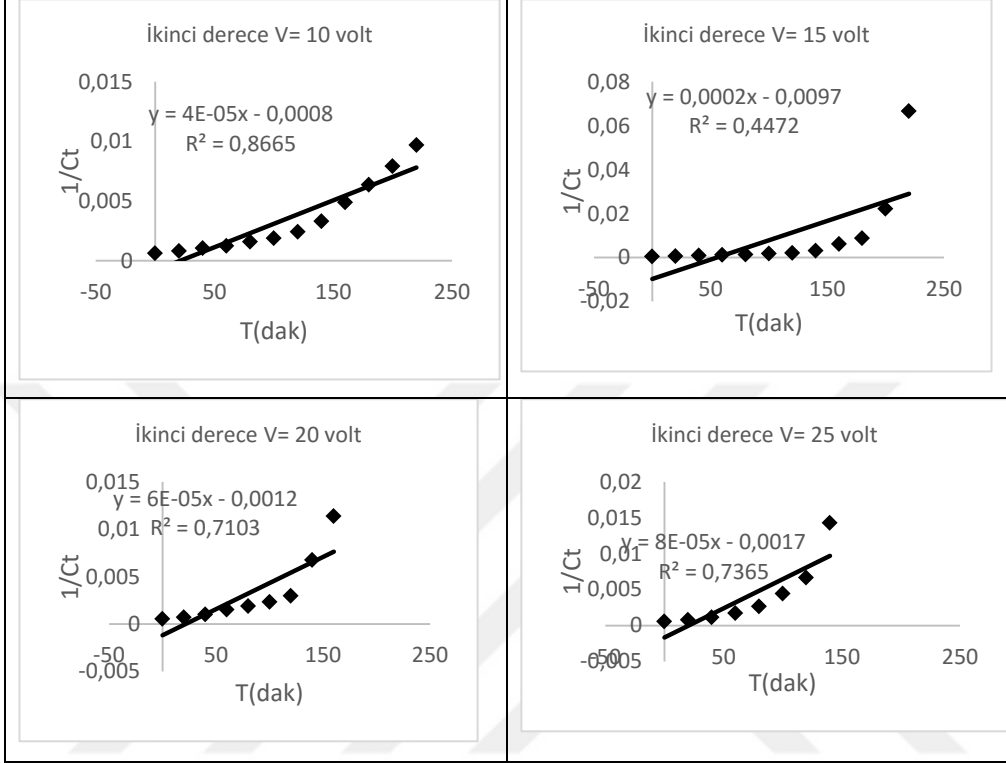 İkinci derece V= 10 volt
0,015
y = 4E-05x - 0,0008
0,01
R² = 0,8665
1/Ct
0,005
0
-50 50 150 250
T(dak)
İkinci derece V= 15 volt
0,08
y = 0,0002x - 0,0097
0,06
R² = 0,4472
0,04
1/Ct
0,02
0
-50 50 150 250
-0,02
T(dak)
İkinci derece V= 20 volt
0,015
y = 6E-05x - 0,0012
0,01 R² = 0,7103
1/Ct
0,005
0
50 150 250
-0,005
T(dak)
İkinci derece V= 25 volt
0,02
0,015
y = 8E-05x - 0,0017
0,01
R² = 0,7365
1/Ct
0,005
0
-50 50 150 250
-0,005
T(dak)